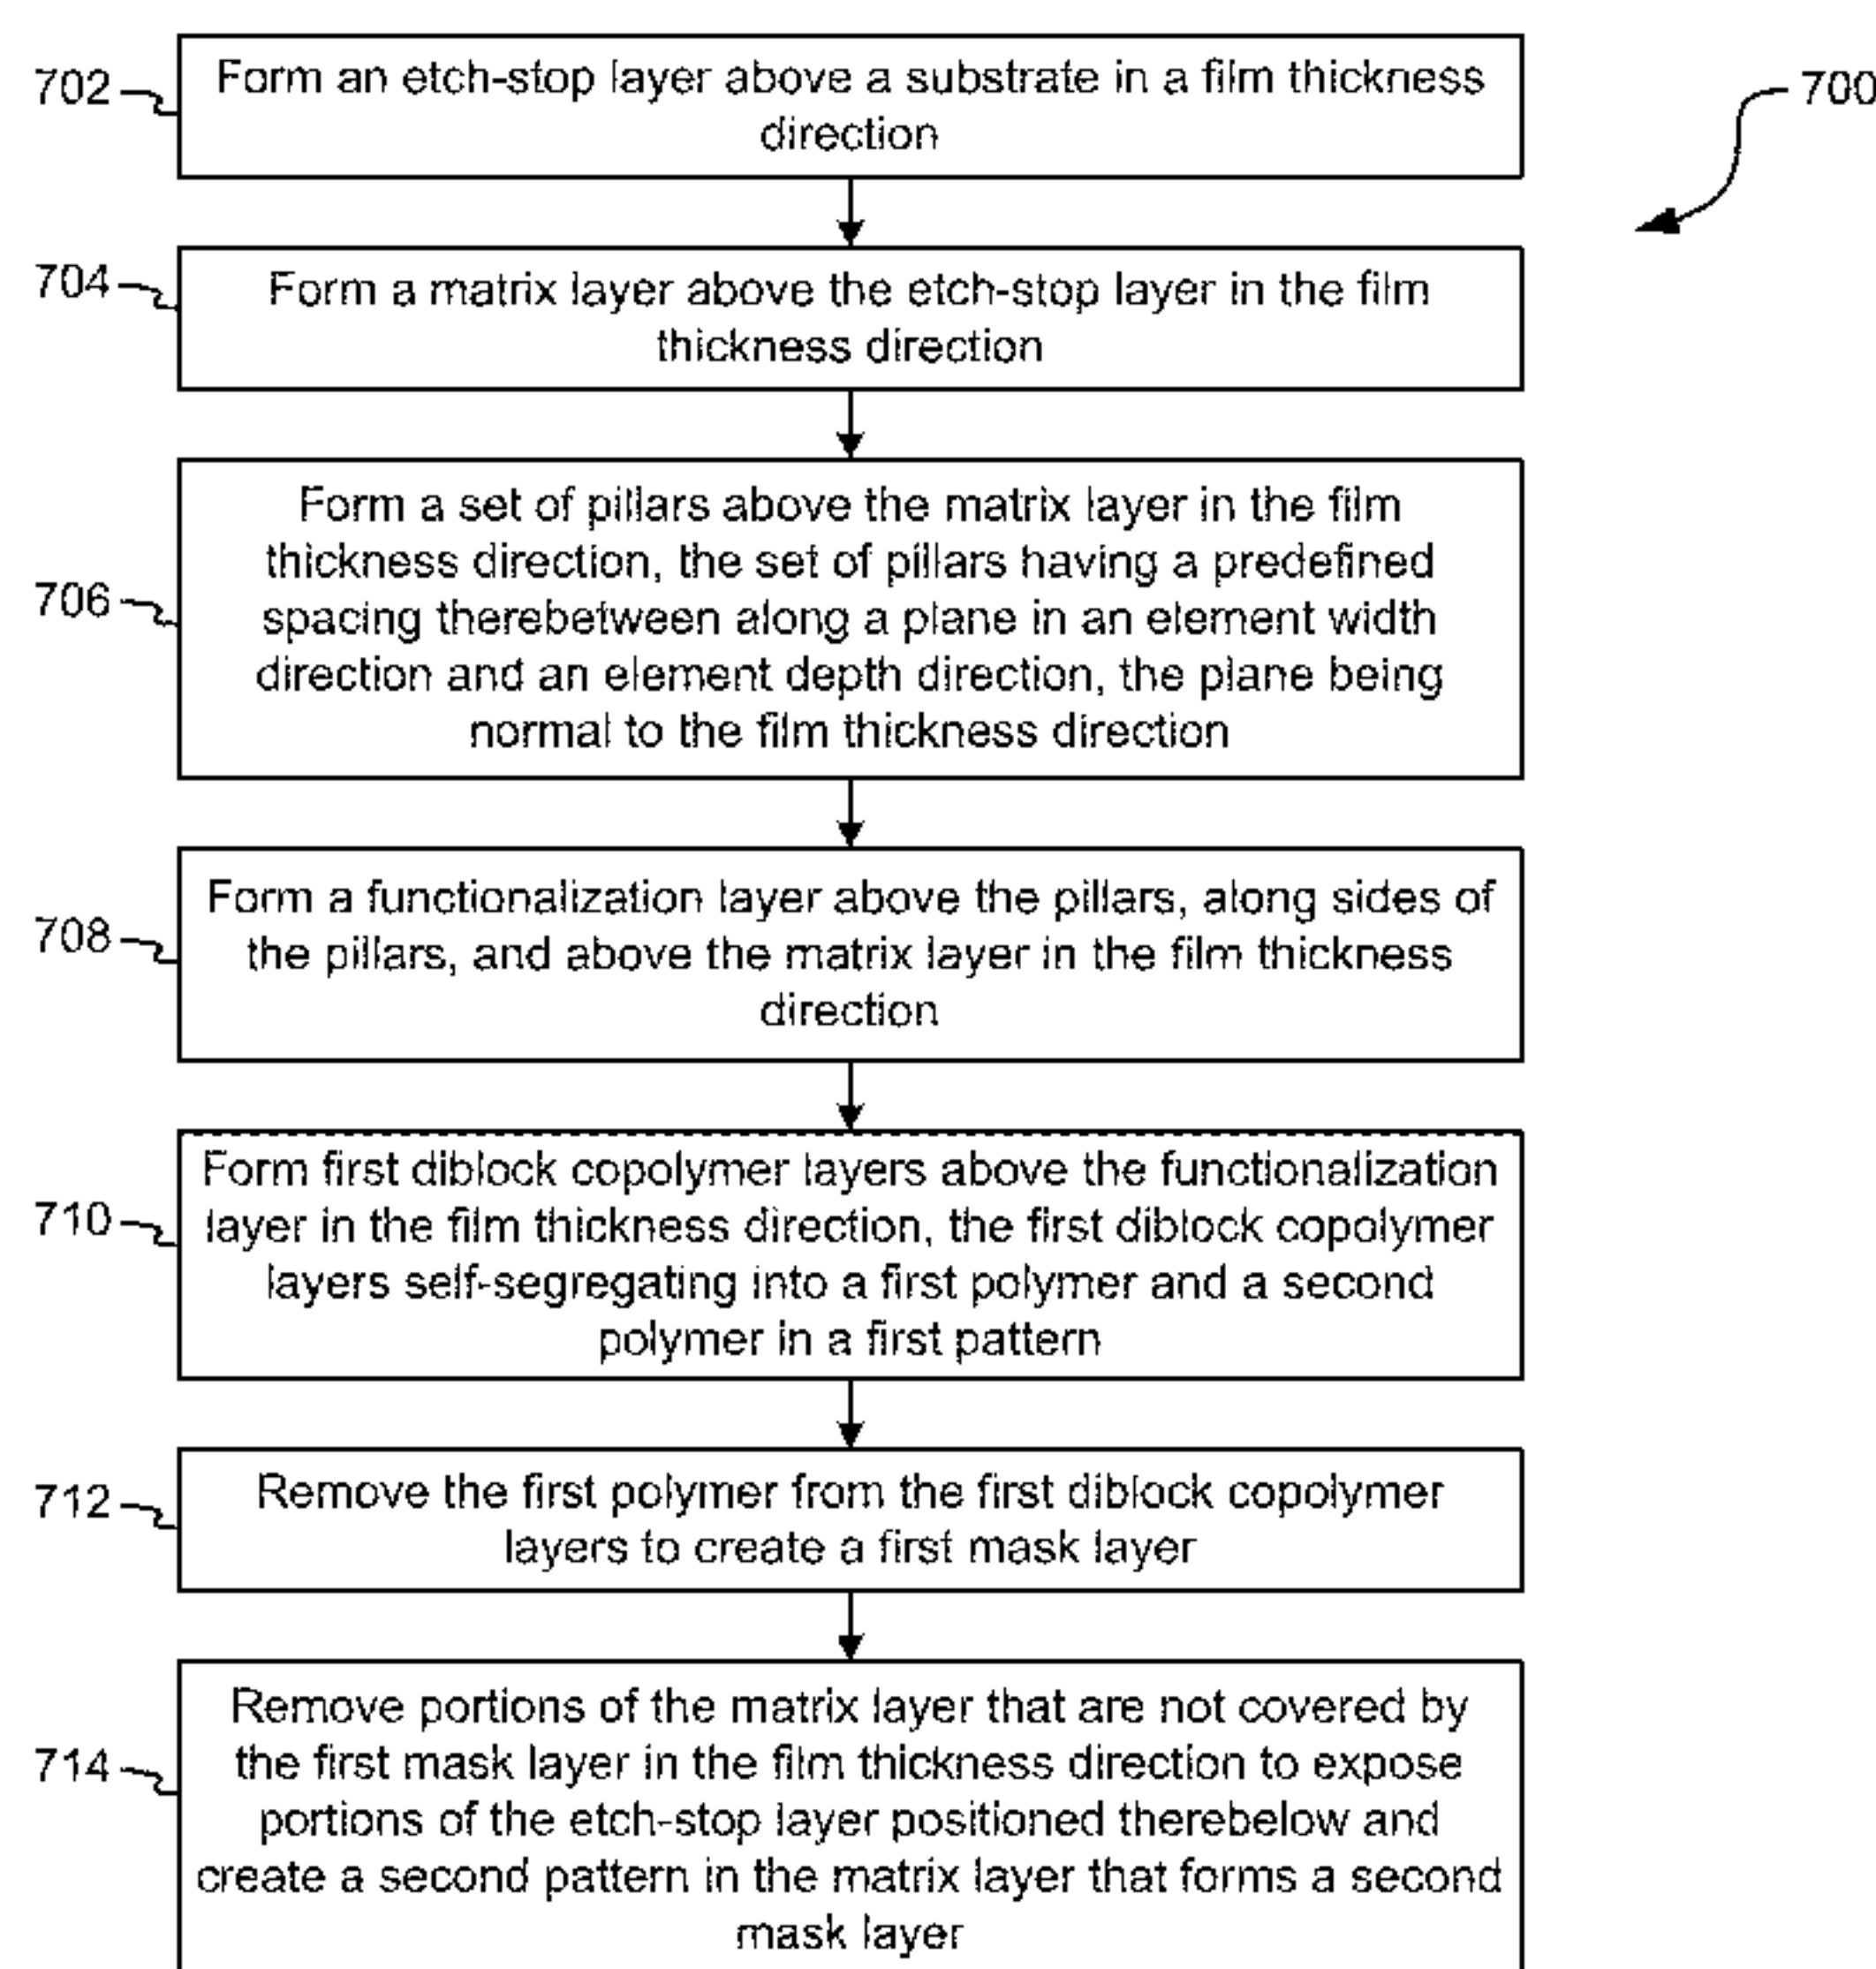 702
Form an etch-stop layer above a substrate in a film thickness
direction
700
704
Form a matrix layer above the etch-stop layer in the film
thickness direction
706
Form a set of pillars above the matrix layer in the film
thickness direction, the set of pillars having a predefined
spacing therebetween along a plane in an element width
direction and an element depth direction, the plane being
normal to the film thickness direction
708
Form a functionalization layer above the pillars, along sides of
the pillars, and above the matrix layer in the film thickness
direction
710
Form first diblock copolymer layers above the functionalization
layer in the film thickness direction, the first diblock copolymer
layers self-segregating into a first polymer and a second
polymer in a first pattern
712
Remove the first polymer from the first diblock copolymer
layers to create a first mask layer
714
Remove portions of the matrix layer that are not covered by
the first mask layer in the film thickness direction to expose
portions of the etch-stop layer positioned therebelow and
create a second pattern in the matrix layer that forms a second
mask layer